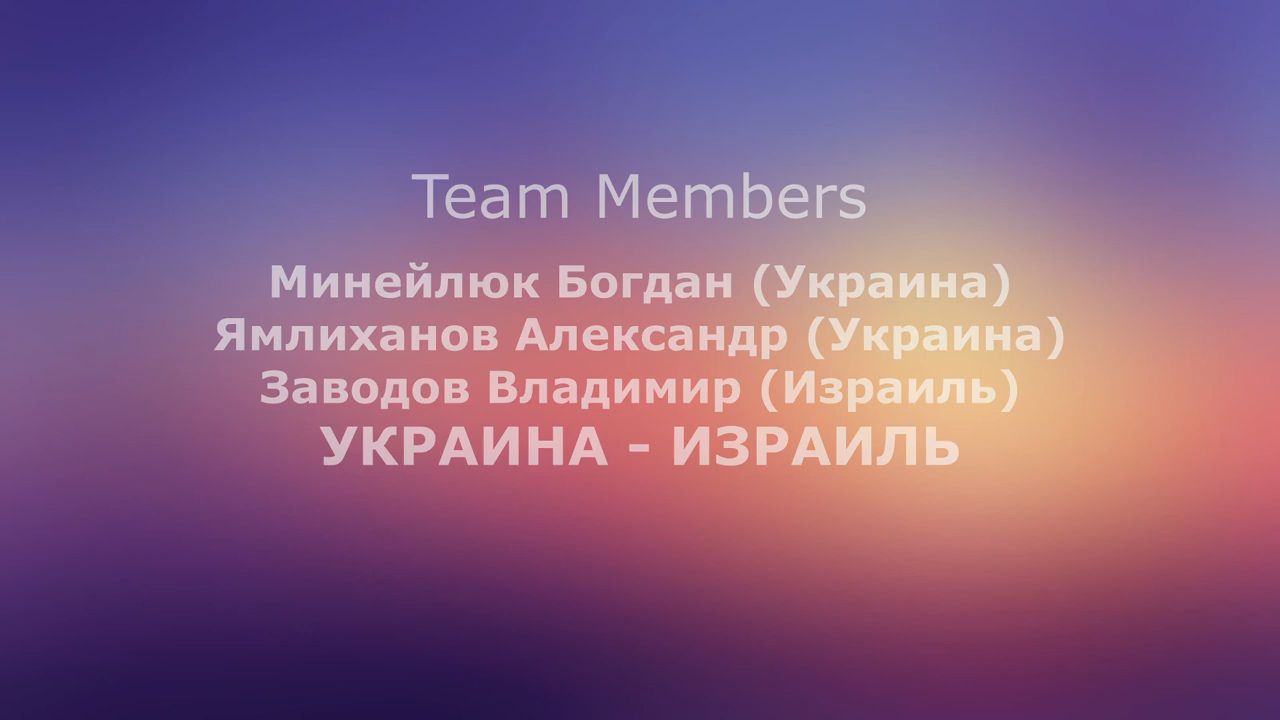 Team Members
Минейлюк Богдан (Украина)
Ямлиханов Александр (Украина)
Заводов Владимир (Израиль)
УКРАИНА - ИЗРАИЛЬ